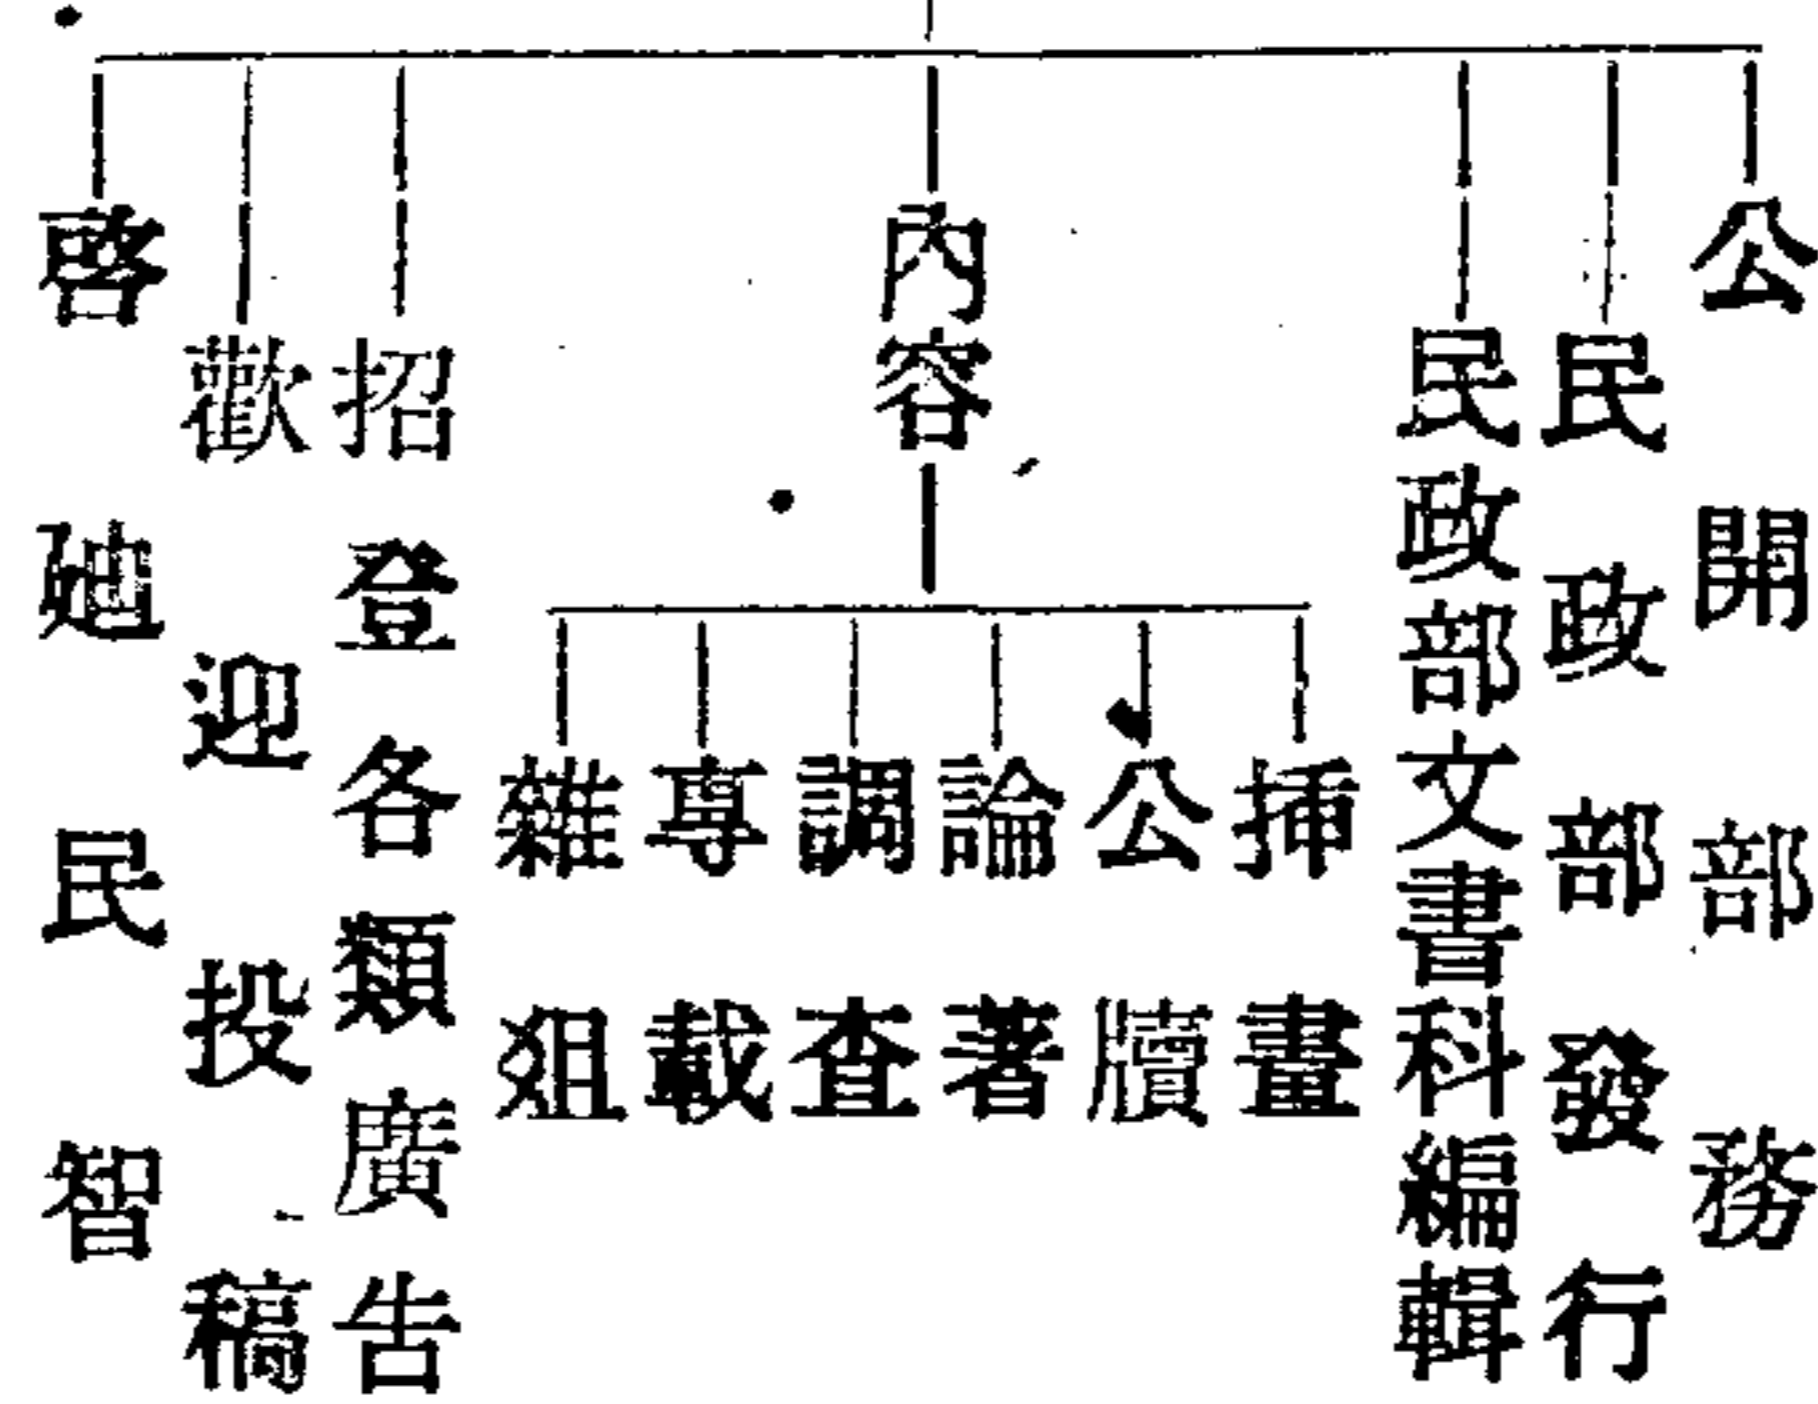 公開部務
民政部發行
民政部文書科編輯
內容
挿畫
公牘
論著
調查
專載
雜俎
招登各類廣告
歡迎投稿
啓廸民智